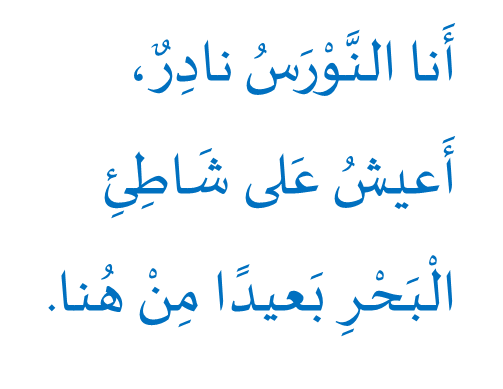 أَنا النَّوْرَسُ نادِرٌ،
أَعيشُ عَلى شَاطِئِ
الْبَحْرِ بَعيدًا مِنْ هُنا.